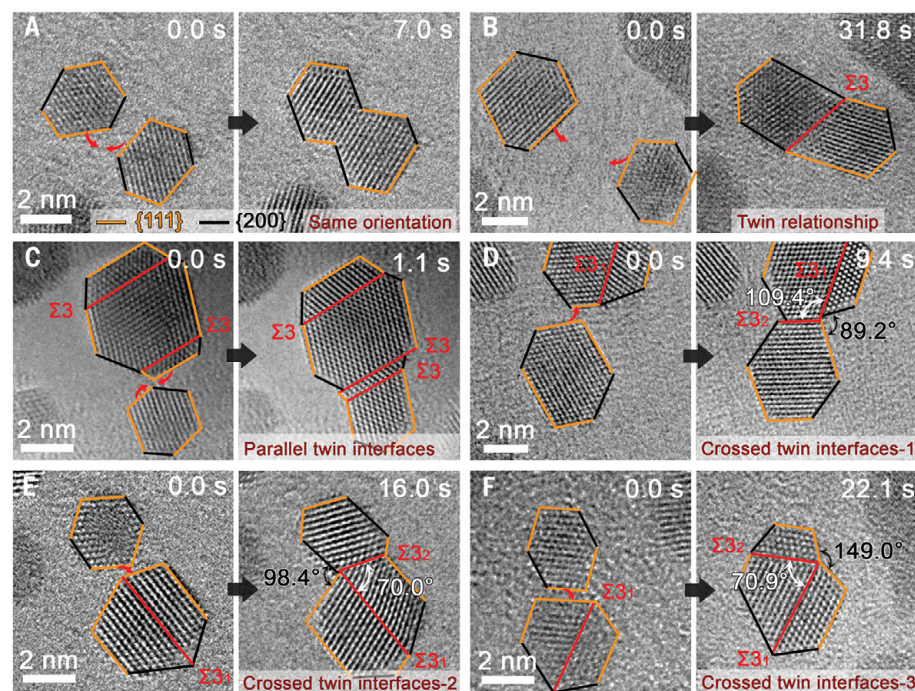 A 0.0 s 7.0 s
2 nm {111} {200} Same orientation
B 0.0 s 31.8 s
Σ3
2 nm Twin relationship
C 0.0 s 1.1 s
Σ3 Σ3 Σ3 Σ3 Σ3
2 nm Parallel twin interfaces
D 0.0 s 9.4 s
Σ3₁ Σ3₁
109.4°
Σ3₂ 89.2°
2 nm Crossed twin interfaces-1
E 0.0 s 16.0 s
Σ3₂
98.4° 70.0°
Σ3₁ Σ3₁
2 nm Crossed twin interfaces-2
F 0.0 s 22.1 s
Σ3₂ 149.0°
Σ3₁ 70.9°
Σ3₁
2 nm Crossed twin interfaces-3